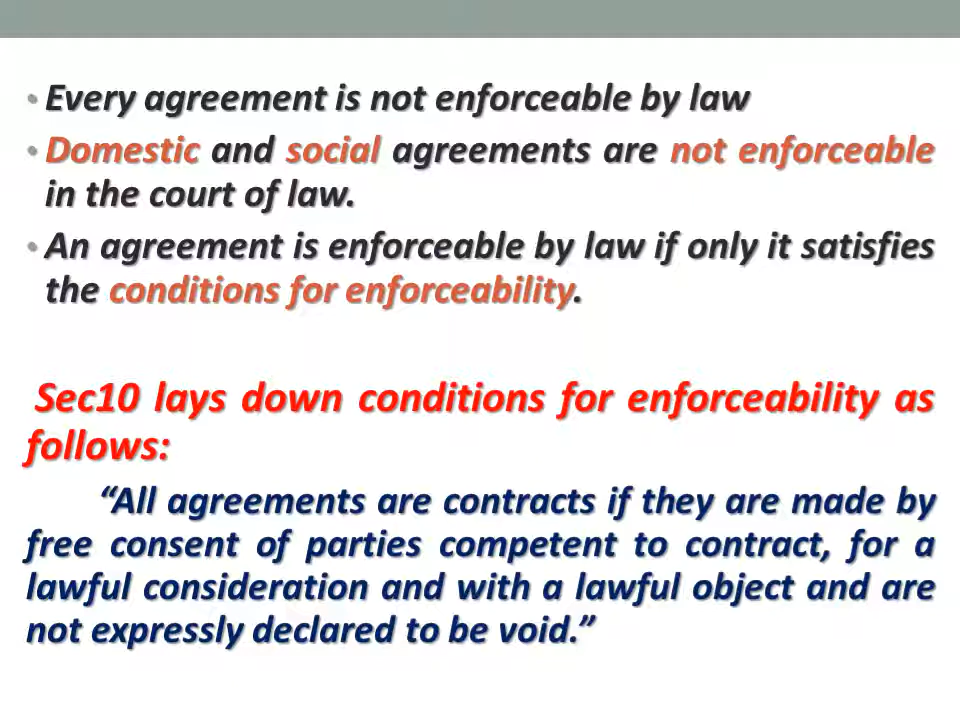 • Every agreement is not enforceable by law
• Domestic and social agreements are not enforceable
in the court of law.
• An agreement is enforceable by law if only it satisfies
the conditions for enforceability.
Sec10 lays down conditions for enforceability as
follows:
“All agreements are contracts if they are made by
free consent of parties competent to contract, for a
lawful consideration and with a lawful object and are
not expressly declared to be void.”